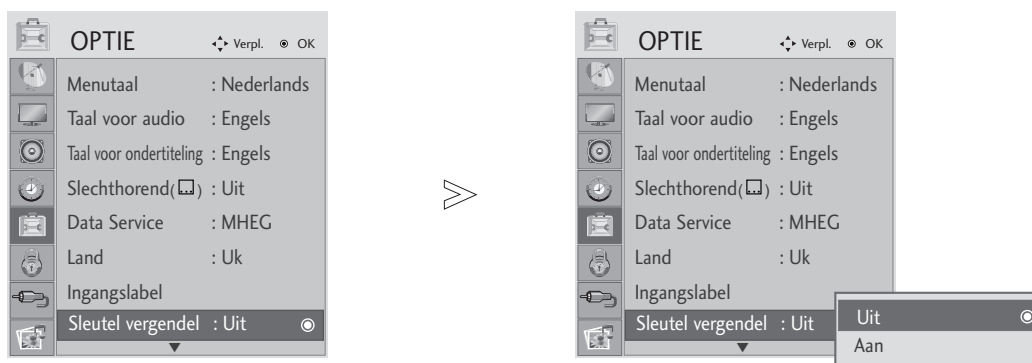 OPTIE Verpl. OK
Menutaal : Nederlands
Taal voor audio : Engels
Taal voor ondertiteling : Engels
Slechthorend( ) : Uit
Data Service : MHEG
Land : Uk
Ingangslabel
Sleutel vergendel : Uit
OPTIE Verpl. OK
Menutaal : Nederlands
Taal voor audio : Engels
Taal voor ondertiteling : Engels
Slechthorend( ) : Uit
Data Service : MHEG
Land : Uk
Ingangslabel
Sleutel vergendel : Uit
Uit
Aan